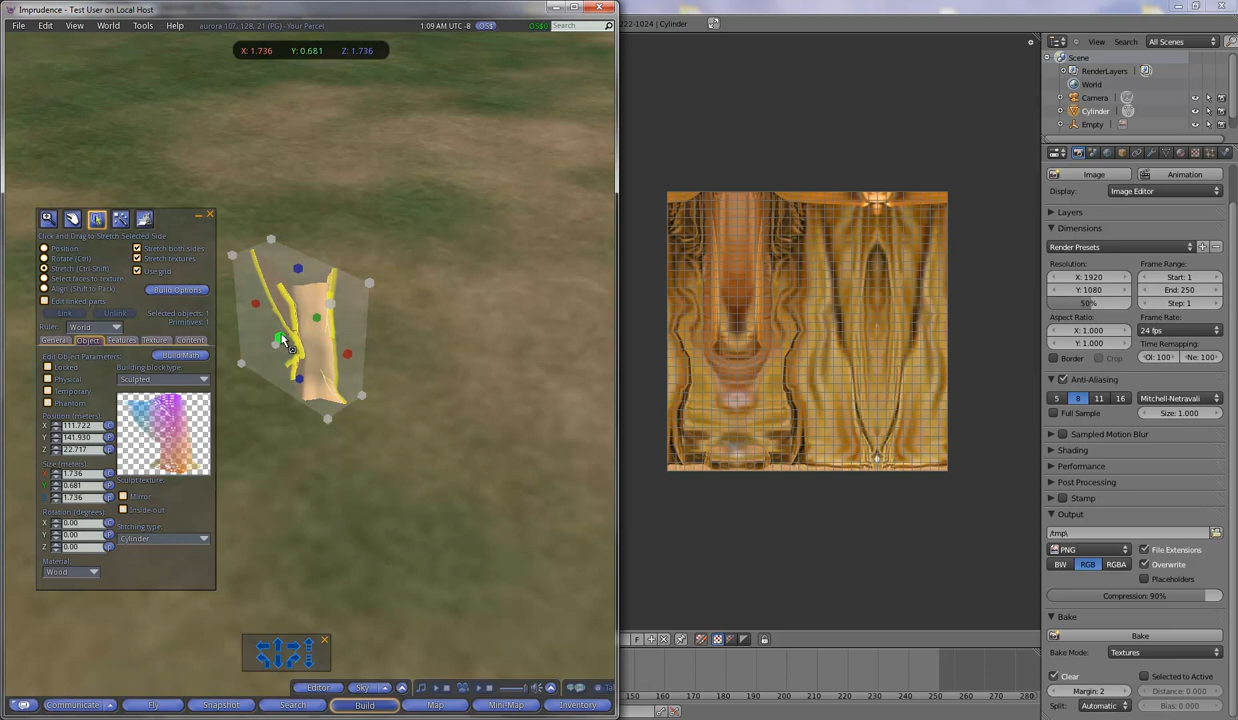 Imprudence - Test User on Local Host
File Edit View World Tools Help aurora 107, 128, 21 (PG) - Your Parcel 1:09 AM UTC -8 OS$ OS$0 Search
X: 1.736 Y: 0.681 Z: 1.736
Click and Drag to Stretch Selected Side
Position
Rotate (Ctrl)
Stretch (Ctrl-Shift)
Select faces to texture
Align (Shift to Pack)
Edit linked parts
Stretch both sides
Stretch textures
Use grid
Build Options
Link Unlink
Selected objects: 1
Primitives: 1
Ruler: World
General Object Features Texture Content
Edit Object Parameters:
Build Math
Locked
Physical
Temporary
Phantom
Building block type:
Sculpted
Position (meters)
X 111.722 C
Y 141.930 C
Z 22.717
Size (meters)
1.736
0.681
1.736
Sculpt texture:
Mirror
Inside-out
Rotation (degrees)
X 0.00
Y 0.00
Z 0.00
Stitching type:
Cylinder
Material:
Wood
Editor Sky
Communicate Fly Snapshot Search Build Map Mini-Map Inventory
222-1024 | Cylinder
F
150 160 170 180 190 200 210 220 230 240 250 260 270 280
View Search All Scenes
Scene
RenderLayers
World
Camera
Cylinder
Empty
Image Animation
Display: Image Editor
Layers
Dimensions
Render Presets
Resolution: Frame Range:
X: 1920 Start: 1
Y: 1080 End: 250
50% Step: 1
Aspect Ratio: Frame Rate:
X: 1.000 24 fps
Y: 1.000 Time Remapping:
Border Crop :Ol: 100 Ne: 100
Anti-Aliasing
5 8 11 16 Mitchell-Netravali
Full Sample Size: 1.000
Sampled Motion Blur
Shading
Performance
Post Processing
Stamp
Output
/tmp\
PNG File Extensions
BW RGB RGBA Overwrite
Placeholders
Compression: 90%
Bake
Bake
Bake Mode: Textures
Clear Selected to Active
Margin: 2 Distance: 0.000
Split: Automatic Bias: 0.000